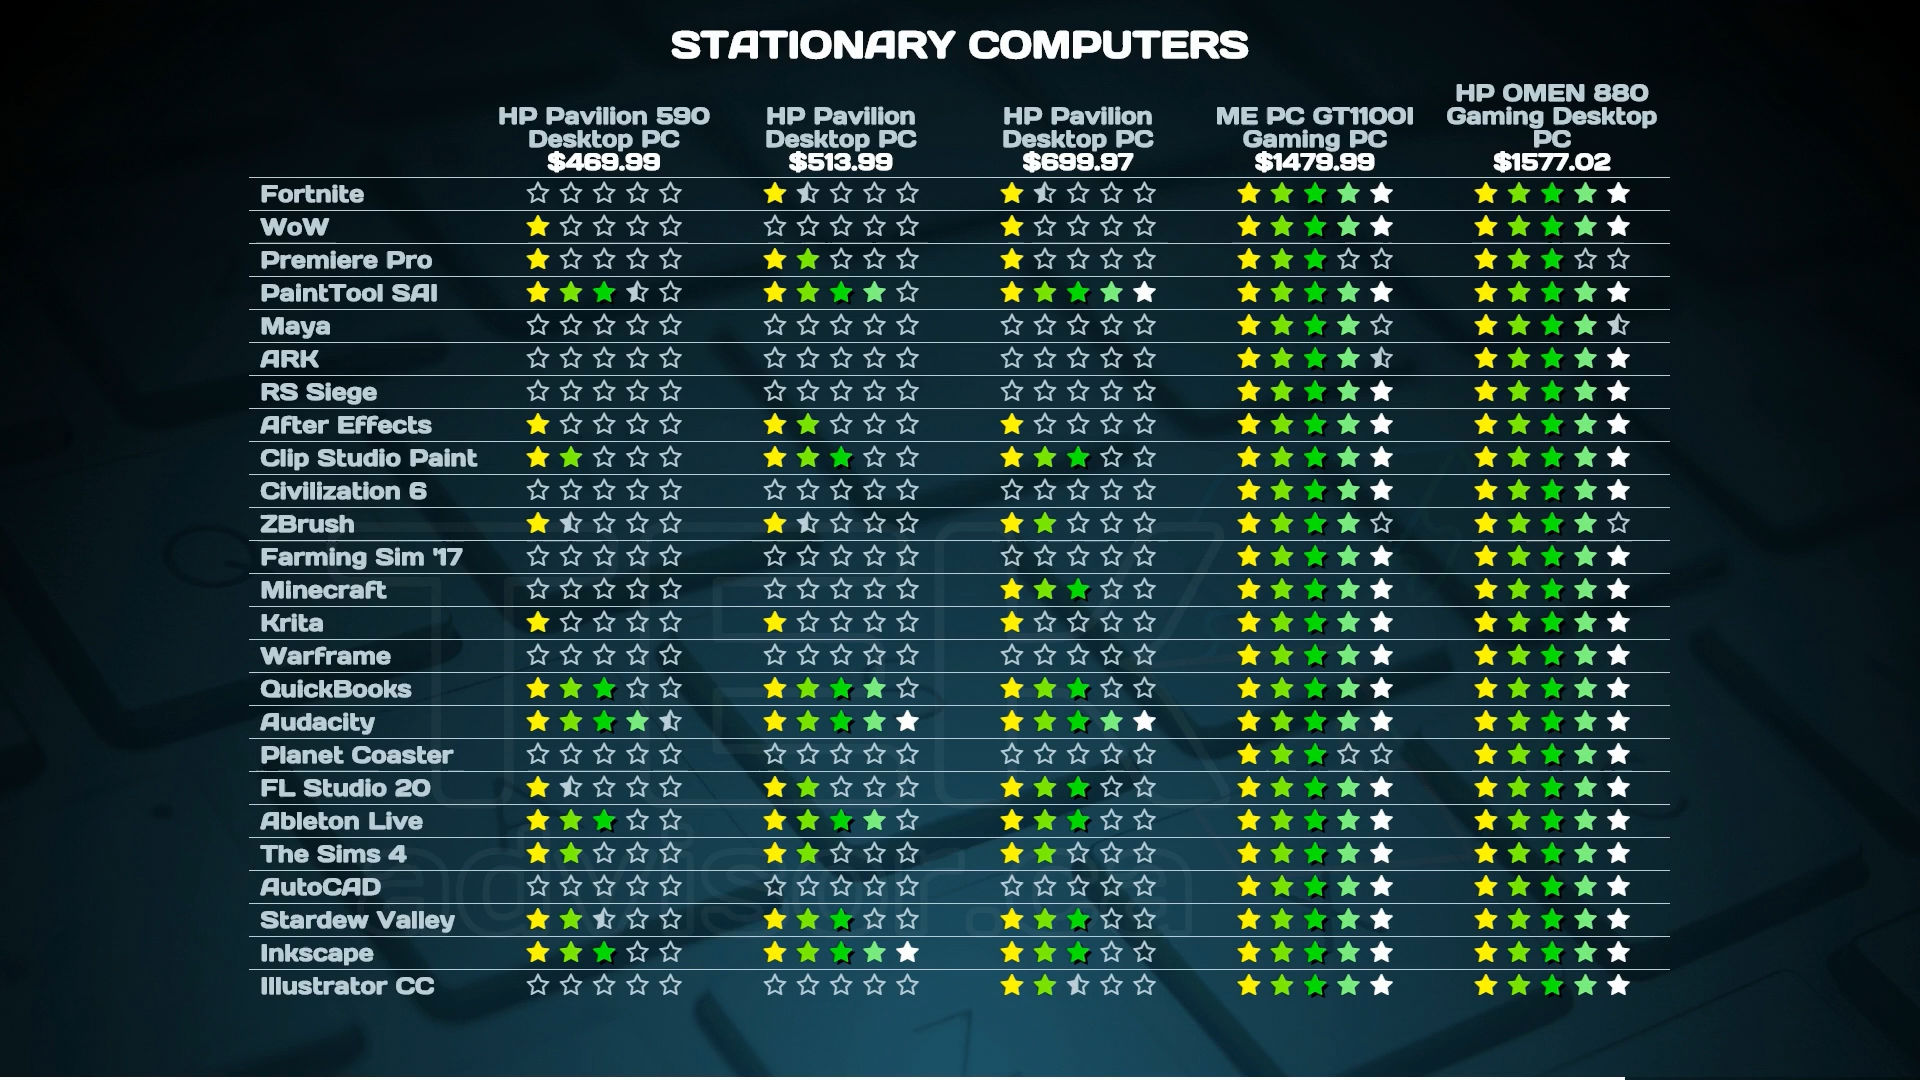 STATIONARY COMPUTERS
HP Pavilion 590
Desktop PC
$469.99
HP Pavilion
Desktop PC
$513.99
HP Pavilion
Desktop PC
$699.97
ME PC GT1100I
Gaming PC
$1479.99
HP OMEN 880
Gaming Desktop
PC
$1577.02
Fortnite
WoW
Premiere Pro
PaintTool SAI
Maya
ARK
RS Siege
After Effects
Clip Studio Paint
Civilization 6
ZBrush
Farming Sim '17
Minecraft
Krita
Warframe
QuickBooks
Audacity
Planet Coaster
FL Studio 20
Ableton Live
The Sims 4
AutoCAD
Stardew Valley
Inkscape
Illustrator CC
advisor.ca